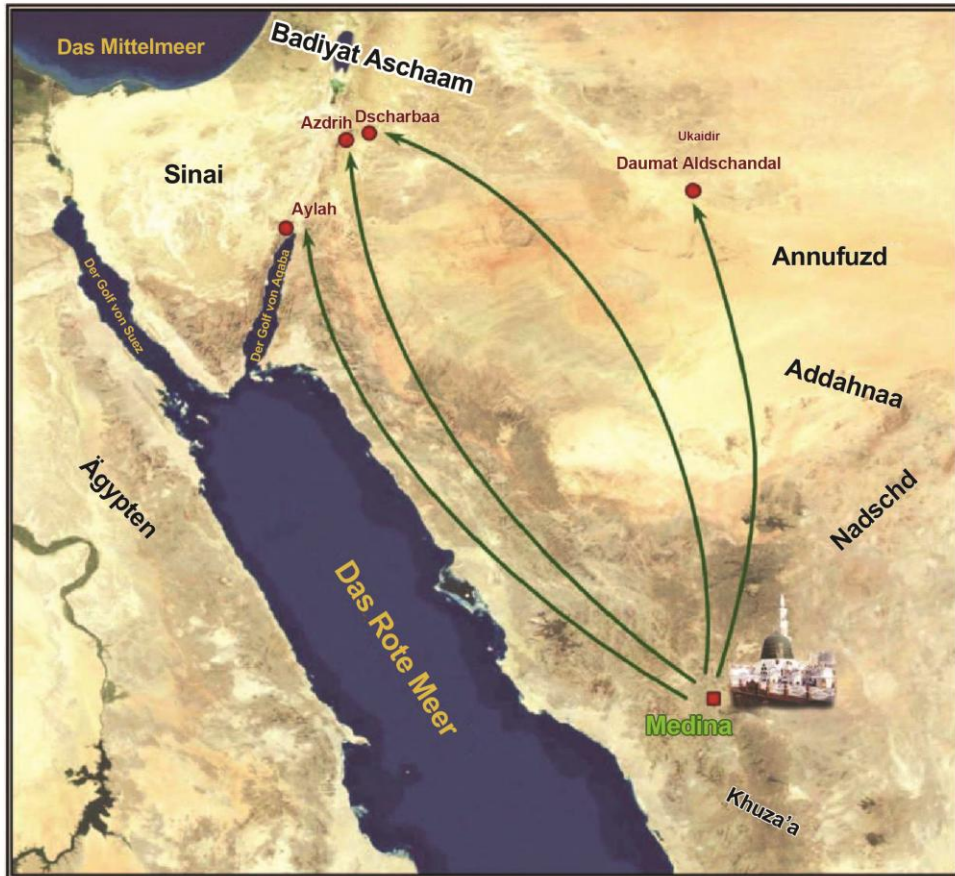 Das Mittelmeer
Badiyat Aschaam
Azdrih
Dscharbaa
Ukaidir
Daumat Aldschandal
Sinai
Aylah
Annufuzd
Der Golf von Suez
Der Golf von Aqaba
Addahnaa
Ägypten
Nadschd
Das Rote Meer
Medina
Khuza'a